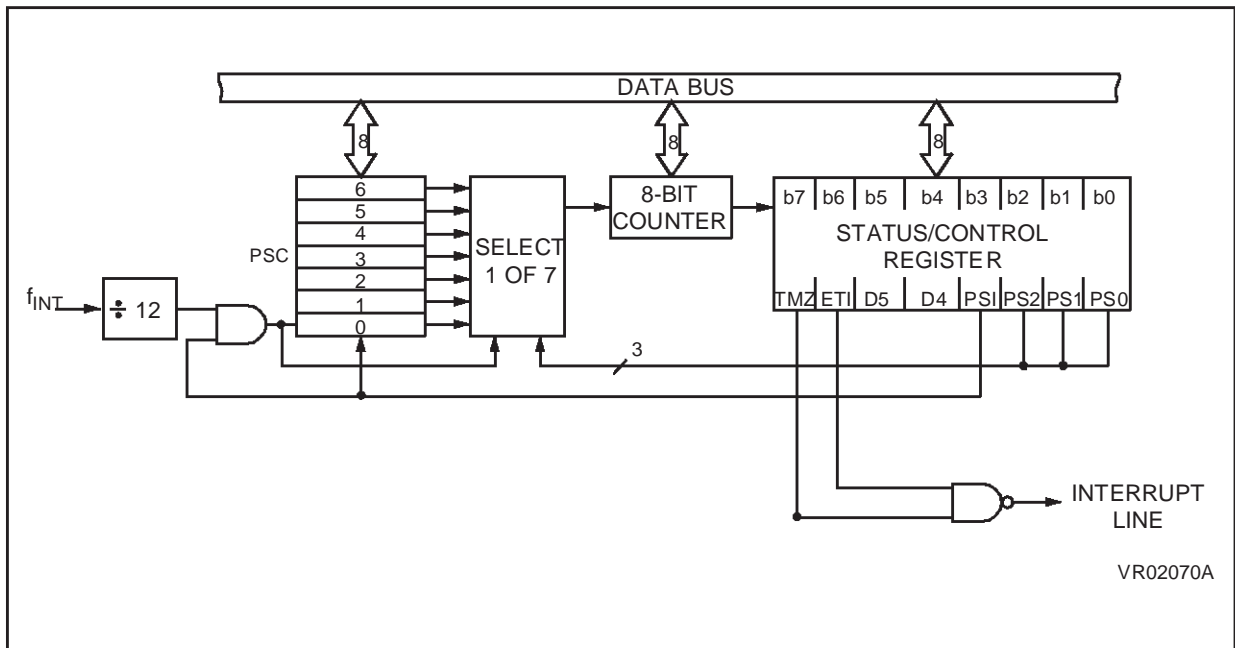 DATA BUS
8 8 8
6
5
4
PSC 3
2
1
0
SELECT
1 OF 7
8-BIT
COUNTER
b7 b6 b5 b4 b3 b2 b1 b0
STATUS/CONTROL
REGISTER
TMZ ETI D5 D4 PSI PS2 PS1 PS0
fINT
÷ 12
3
INTERRUPT
LINE
VR02070A